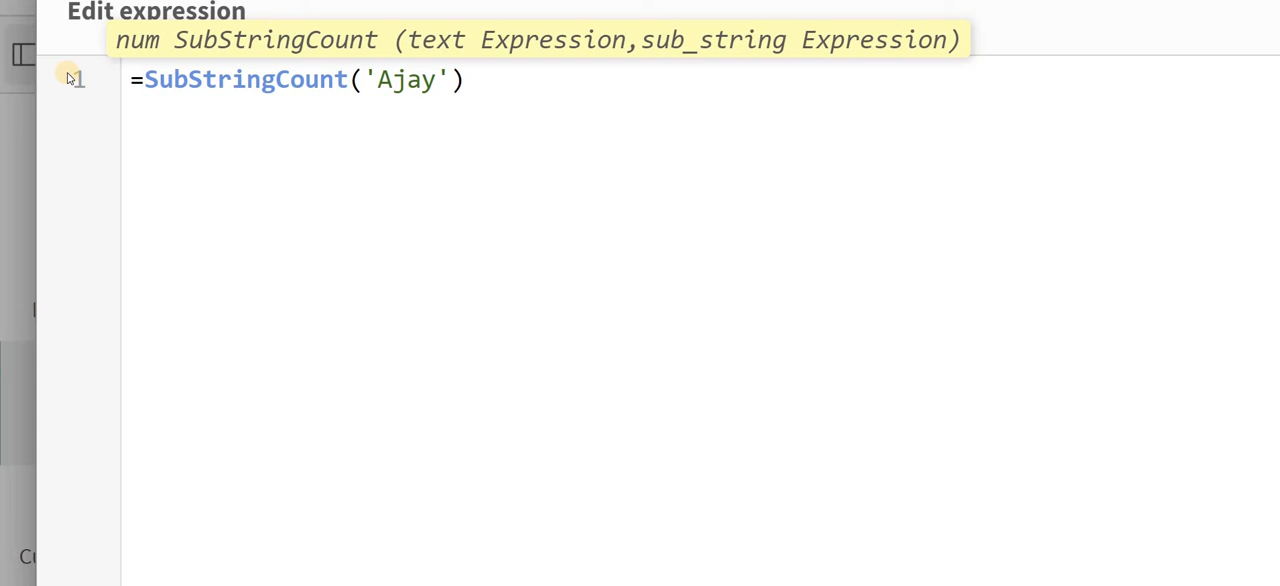 Edit expression
num SubStringCount (text Expression,sub_string Expression)
1 =SubStringCount('Ajay')